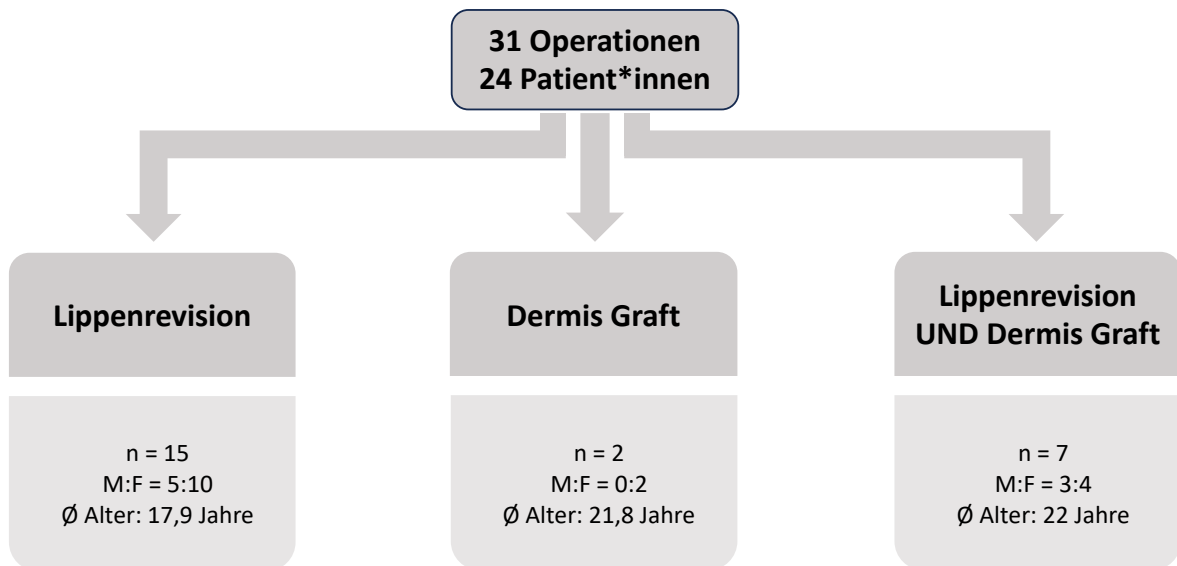 31 Operationen
24 Patient*innen
Lippenrevision
n = 15
M:F = 5:10
Ø Alter: 17,9 Jahre
Dermis Graft
n = 2
M:F = 0:2
Ø Alter: 21,8 Jahre
Lippenrevision
UND Dermis Graft
n = 7
M:F = 3:4
Ø Alter: 22 Jahre